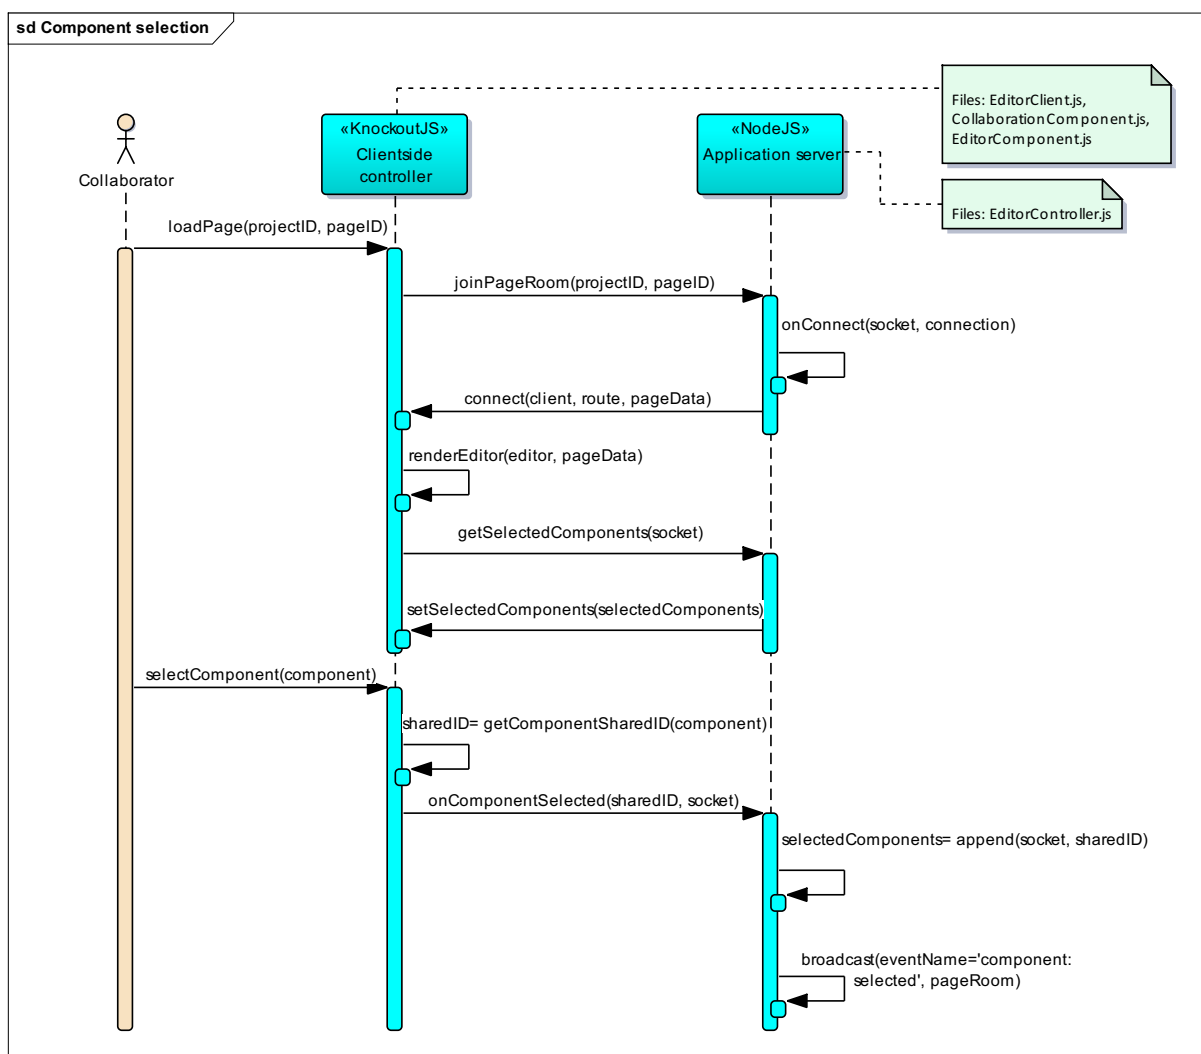 sd Component selection
Files: EditorClient.js,
CollaborationComponent.js,
EditorComponent.js
«KnockoutJS»
Clientside
controller
«NodeJS»
Application server
Collaborator
Files: EditorController.js
loadPage(projectID, pageID)
joinPageRoom(projectID, pageID)
onConnect(socket, connection)
connect(client, route, pageData)
renderEditor(editor, pageData)
getSelectedComponents(socket)
setSelectedComponents(selectedComponents)
selectComponent(component)
sharedID= getComponentSharedID(component)
onComponentSelected(sharedID, socket)
selectedComponents= append(socket, sharedID)
broadcast(eventName='component:
selected', pageRoom)